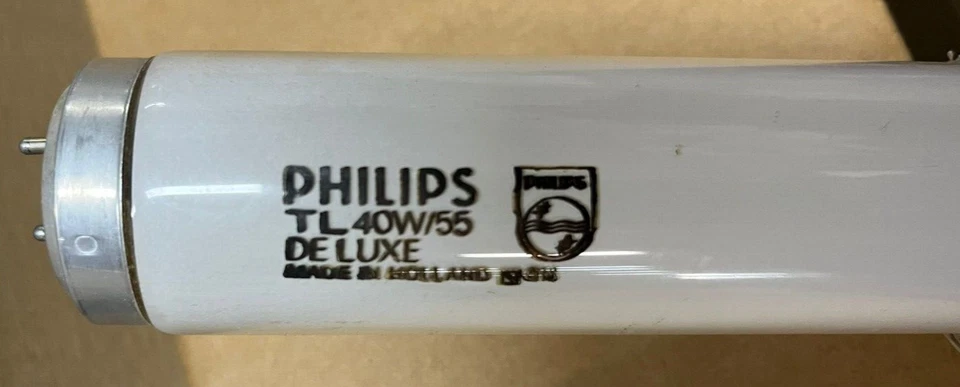 PHILIPS
TL 40W/55
DE LUXE
MADE IN HOLLAND
PHILIPS